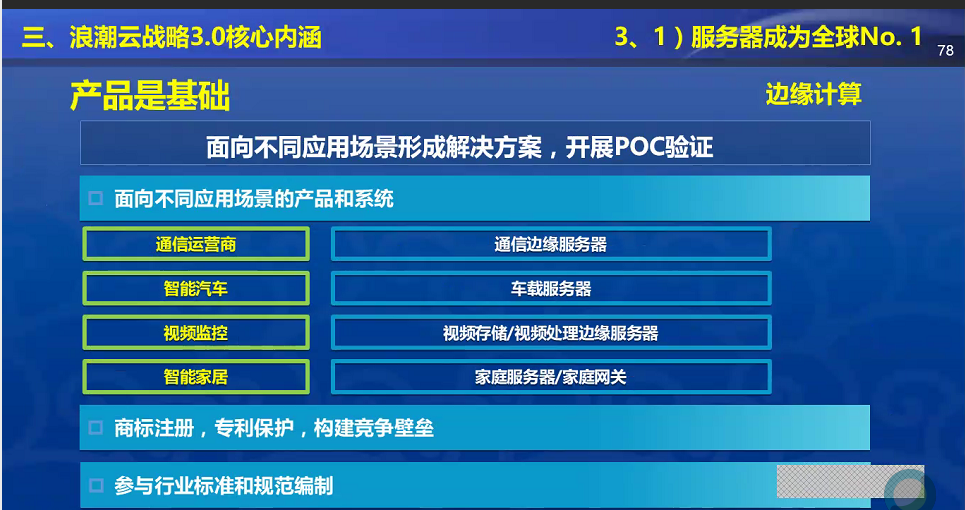 三、浪潮云战略3.0核心内涵
3、1）服务器成为全球No. 1
78
产品是基础
边缘计算
面向不同应用场景形成解决方案，开展POC验证
面向不同应用场景的产品和系统
通信运营商
通信边缘服务器
智能汽车
车载服务器
视频监控
视频存储/视频处理边缘服务器
智能家居
家庭服务器/家庭网关
商标注册，专利保护，构建竞争壁垒
参与行业标准和规范编制